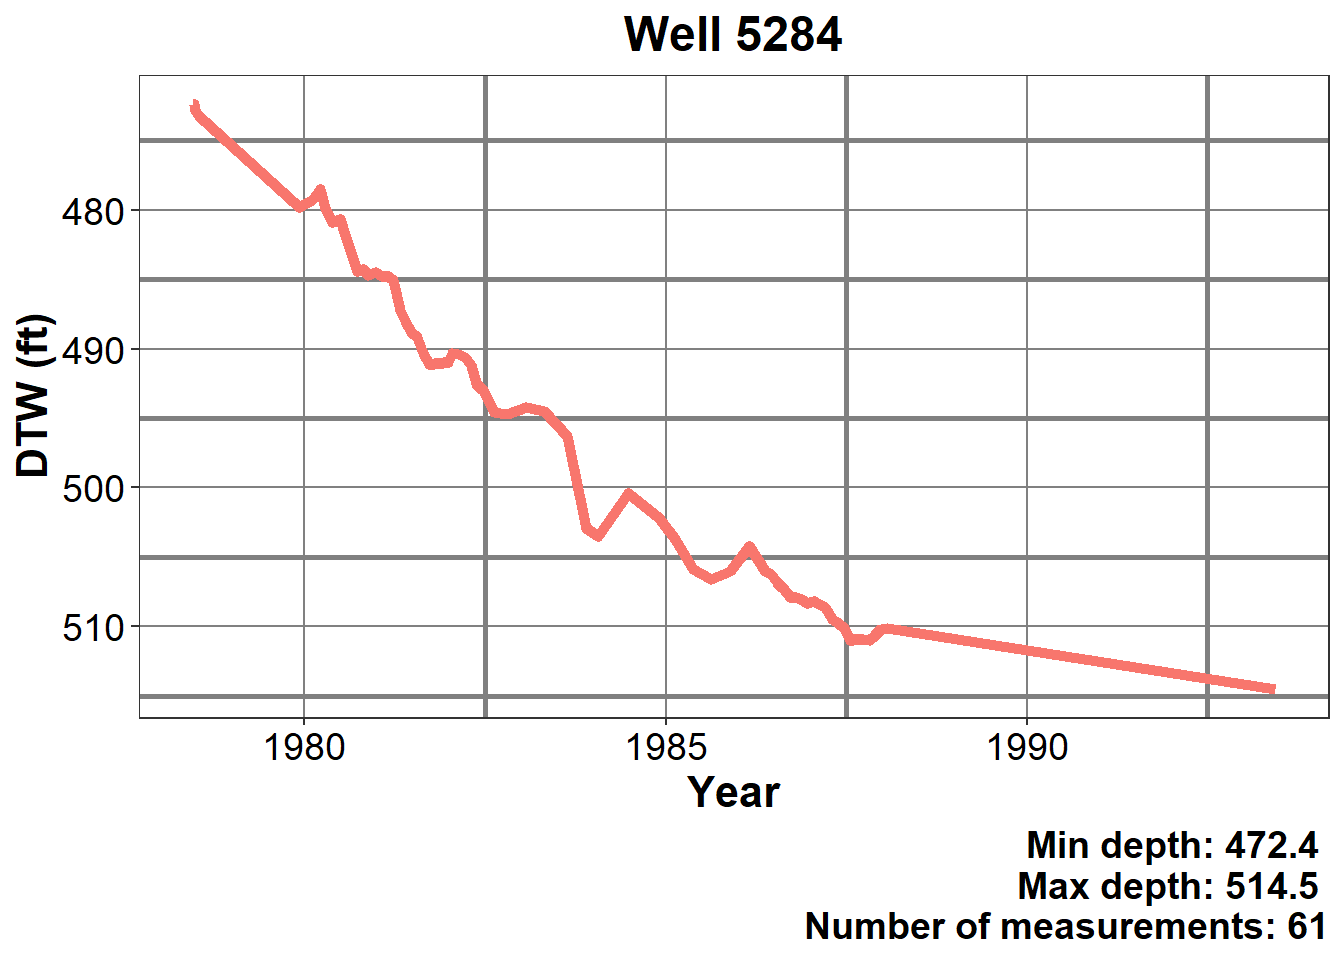 Well 5284
DTW (ft)
480
490
500
510
1980 1985 1990
Year
Min depth: 472.4
Max depth: 514.5
Number of measurements: 61